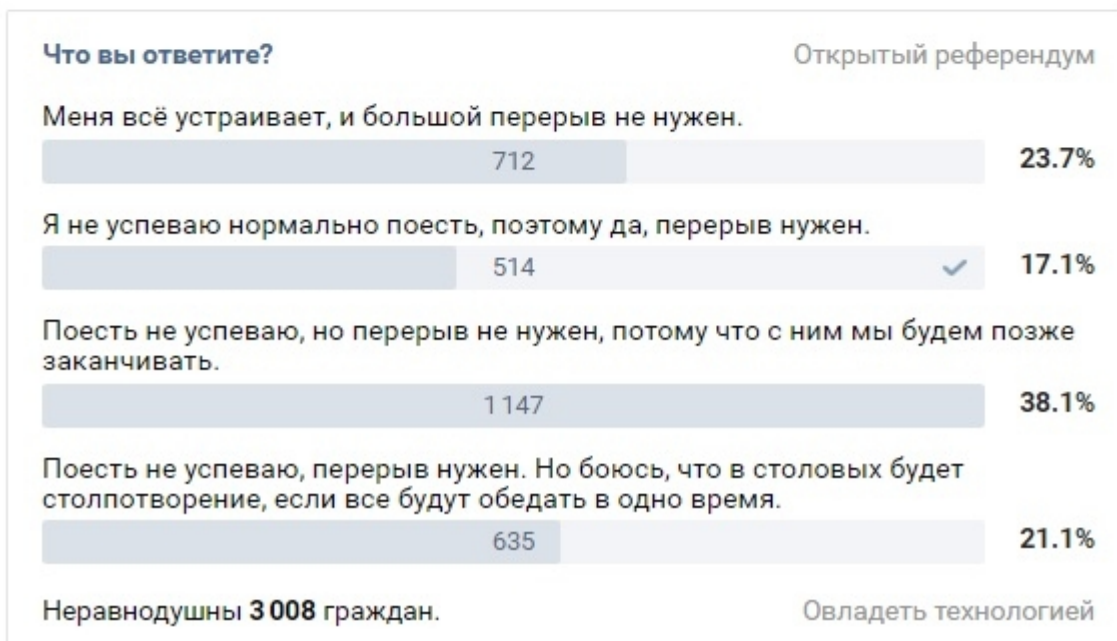 Что вы ответите? Открытый референдум
Меня всё устраивает, и большой перерыв не нужен.
712 23.7%
Я не успеваю нормально поесть, поэтому да, перерыв нужен.
514 17.1%
Поесть не успеваю, но перерыв не нужен, потому что с ним мы будем позже
заканчивать.
1 147 38.1%
Поесть не успеваю, перерыв нужен. Но боюсь, что в столовых будет
столпотворение, если все будут обедать в одно время.
635 21.1%
Неравнодушны 3 008 граждан. Овладеть технологией